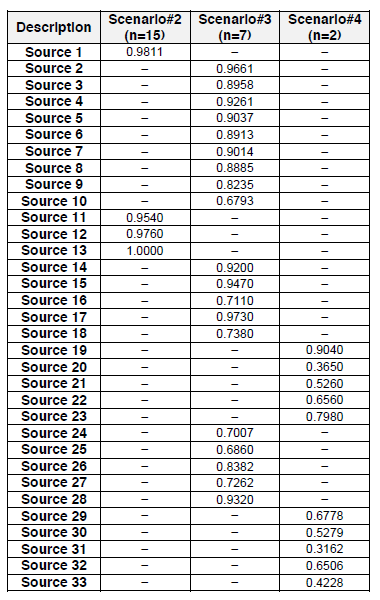 Description Scenario#2 (n=15) Scenario#3 (n=7) Scenario#4 (n=2)
Source 1 0.9811 – –
Source 2 – 0.9661 –
Source 3 – 0.8958 –
Source 4 – 0.9261 –
Source 5 – 0.9037 –
Source 6 – 0.8913 –
Source 7 – 0.9014 –
Source 8 – 0.8885 –
Source 9 – 0.8235 –
Source 10 – 0.6793 –
Source 11 0.9540 – –
Source 12 0.9760 – –
Source 13 1.0000 – –
Source 14 – 0.9200 –
Source 15 – 0.9470 –
Source 16 – 0.7110 –
Source 17 – 0.9730 –
Source 18 – 0.7380 –
Source 19 – – 0.9040
Source 20 – – 0.3650
Source 21 – – 0.5260
Source 22 – – 0.6560
Source 23 – – 0.7980
Source 24 – 0.7007 –
Source 25 – 0.6860 –
Source 26 – 0.8382 –
Source 27 – 0.7262 –
Source 28 – 0.9320 –
Source 29 – – 0.6778
Source 30 – – 0.5279
Source 31 – – 0.3162
Source 32 – – 0.6506
Source 33 – – 0.4228